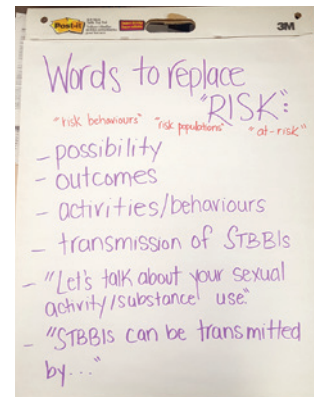 Post-it
3M
Words to replace
"RISK":
"risk behaviours" "risk populations" "at-risk"
- possibility
- outcomes
- activities/behaviours
- transmission of STBBIs
- "Let's talk about your sexual
activity/substance use."
- "STBBIs can be transmitted
by..."